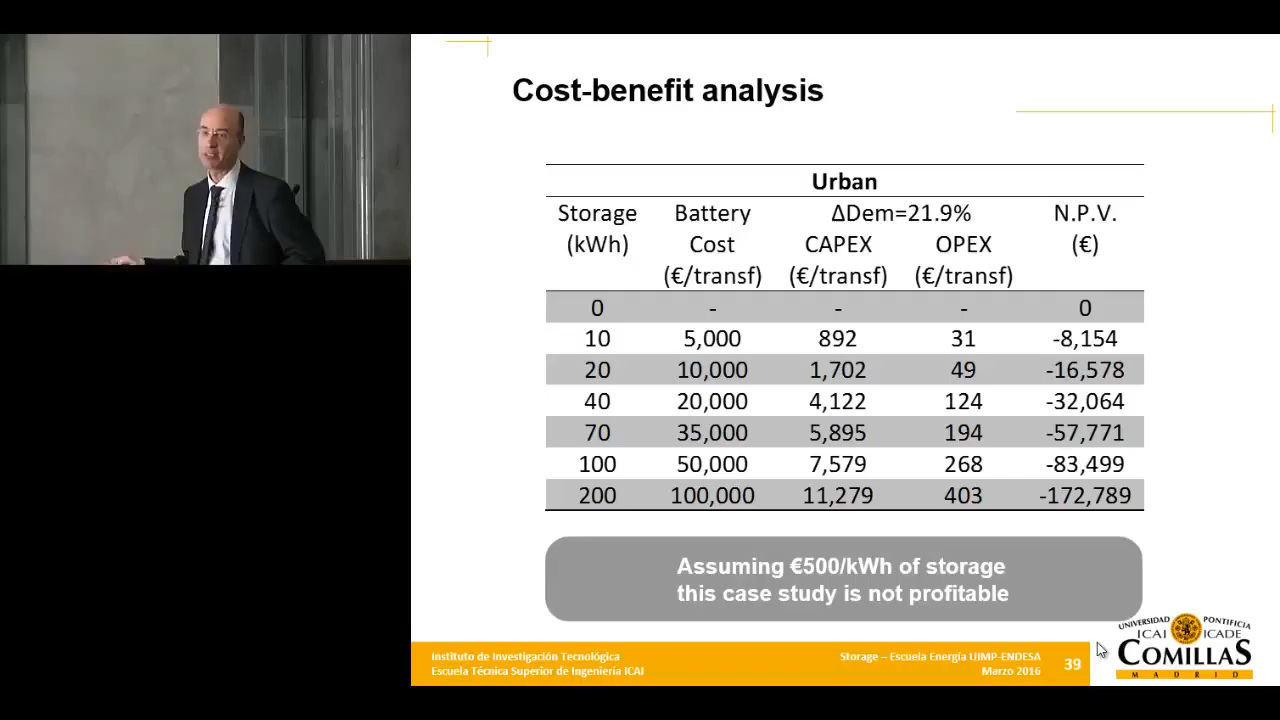 Cost-benefit analysis
Urban
Storage Battery ΔDem=21.9% N.P.V.
(kWh) Cost CAPEX OPEX (€)
(€/transf) (€/transf) (€/transf)
0 - - - 0
10 5,000 892 31 -8,154
20 10,000 1,702 49 -16,578
40 20,000 4,122 124 -32,064
70 35,000 5,895 194 -57,771
100 50,000 7,579 268 -83,499
200 100,000 11,279 403 -172,789
Assuming €500/kWh of storage
this case study is not profitable
Instituto de Investigación Tecnológica
Escuela Técnica Superior de Ingeniería ICAI
Storage – Escuela Energía UIMP-ENDESA
Marzo 2016
39
UNIVERSIDAD PONTIFICIA
ICAI ICADE
COMILLAS
MADRID